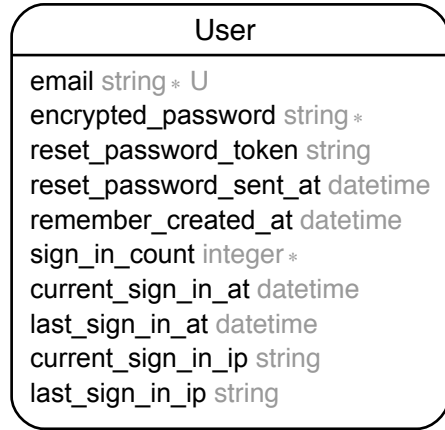 User
email string ∗ U
encrypted_password string ∗
reset_password_token string
reset_password_sent_at datetime
remember_created_at datetime
sign_in_count integer ∗
current_sign_in_at datetime
last_sign_in_at datetime
current_sign_in_ip string
last_sign_in_ip string